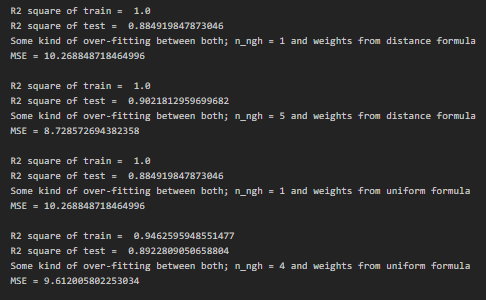 R2 square of train =  1.0
R2 square of test =  0.884919847873046
Some kind of over-fitting between both; n_ngh = 1 and weights from distance formula
MSE = 10.268848718464996
R2 square of train =  1.0
R2 square of test =  0.9021812959699682
Some kind of over-fitting between both; n_ngh = 5 and weights from distance formula
MSE = 8.728572694382358
R2 square of train =  1.0
R2 square of test =  0.884919847873046
Some kind of over-fitting between both; n_ngh = 1 and weights from uniform formula
MSE = 10.268848718464996
R2 square of train =  0.9462595948551477
R2 square of test =  0.8922809050658804
Some kind of over-fitting between both; n_ngh = 4 and weights from uniform formula
MSE = 9.612005802253034